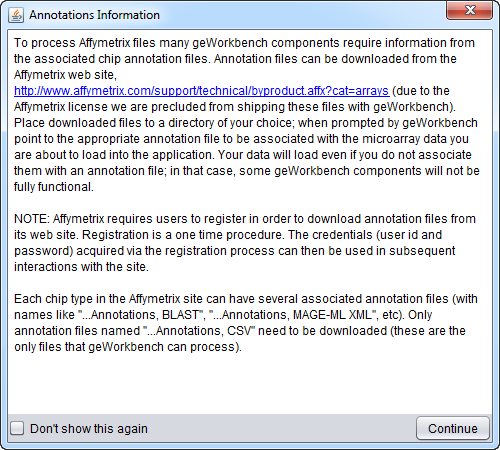 Annotations Information
To process Affymetrix files many geWorkbench components require information from
the associated chip annotation files. Annotation files can be downloaded from the
Affymetrix web site,
http://www.affymetrix.com/support/technical/byproduct.affx?cat=arrays (due to the
Affymetrix license we are precluded from shipping these files with geWorkbench).
Place downloaded files to a directory of your choice; when prompted by geWorkbench
point to the appropriate annotation file to be associated with the microarray data you
are about to load into the application. Your data will load even if you do not associate
them with an annotation file; in that case, some geWorkbench components will not be
fully functional.
NOTE: Affymetrix requires users to register in order to download annotation files from
its web site. Registration is a one time procedure. The credentials (user id and
password) acquired via the registration process can then be used in subsequent
interactions with the site.
Each chip type in the Affymetrix site can have several associated annotation files (with
names like "...Annotations, BLAST", "...Annotations, MAGE-ML XML", etc). Only
annotation files named "...Annotations, CSV" need to be downloaded (these are the
only files that geWorkbench can process).
Don't show this again
Continue